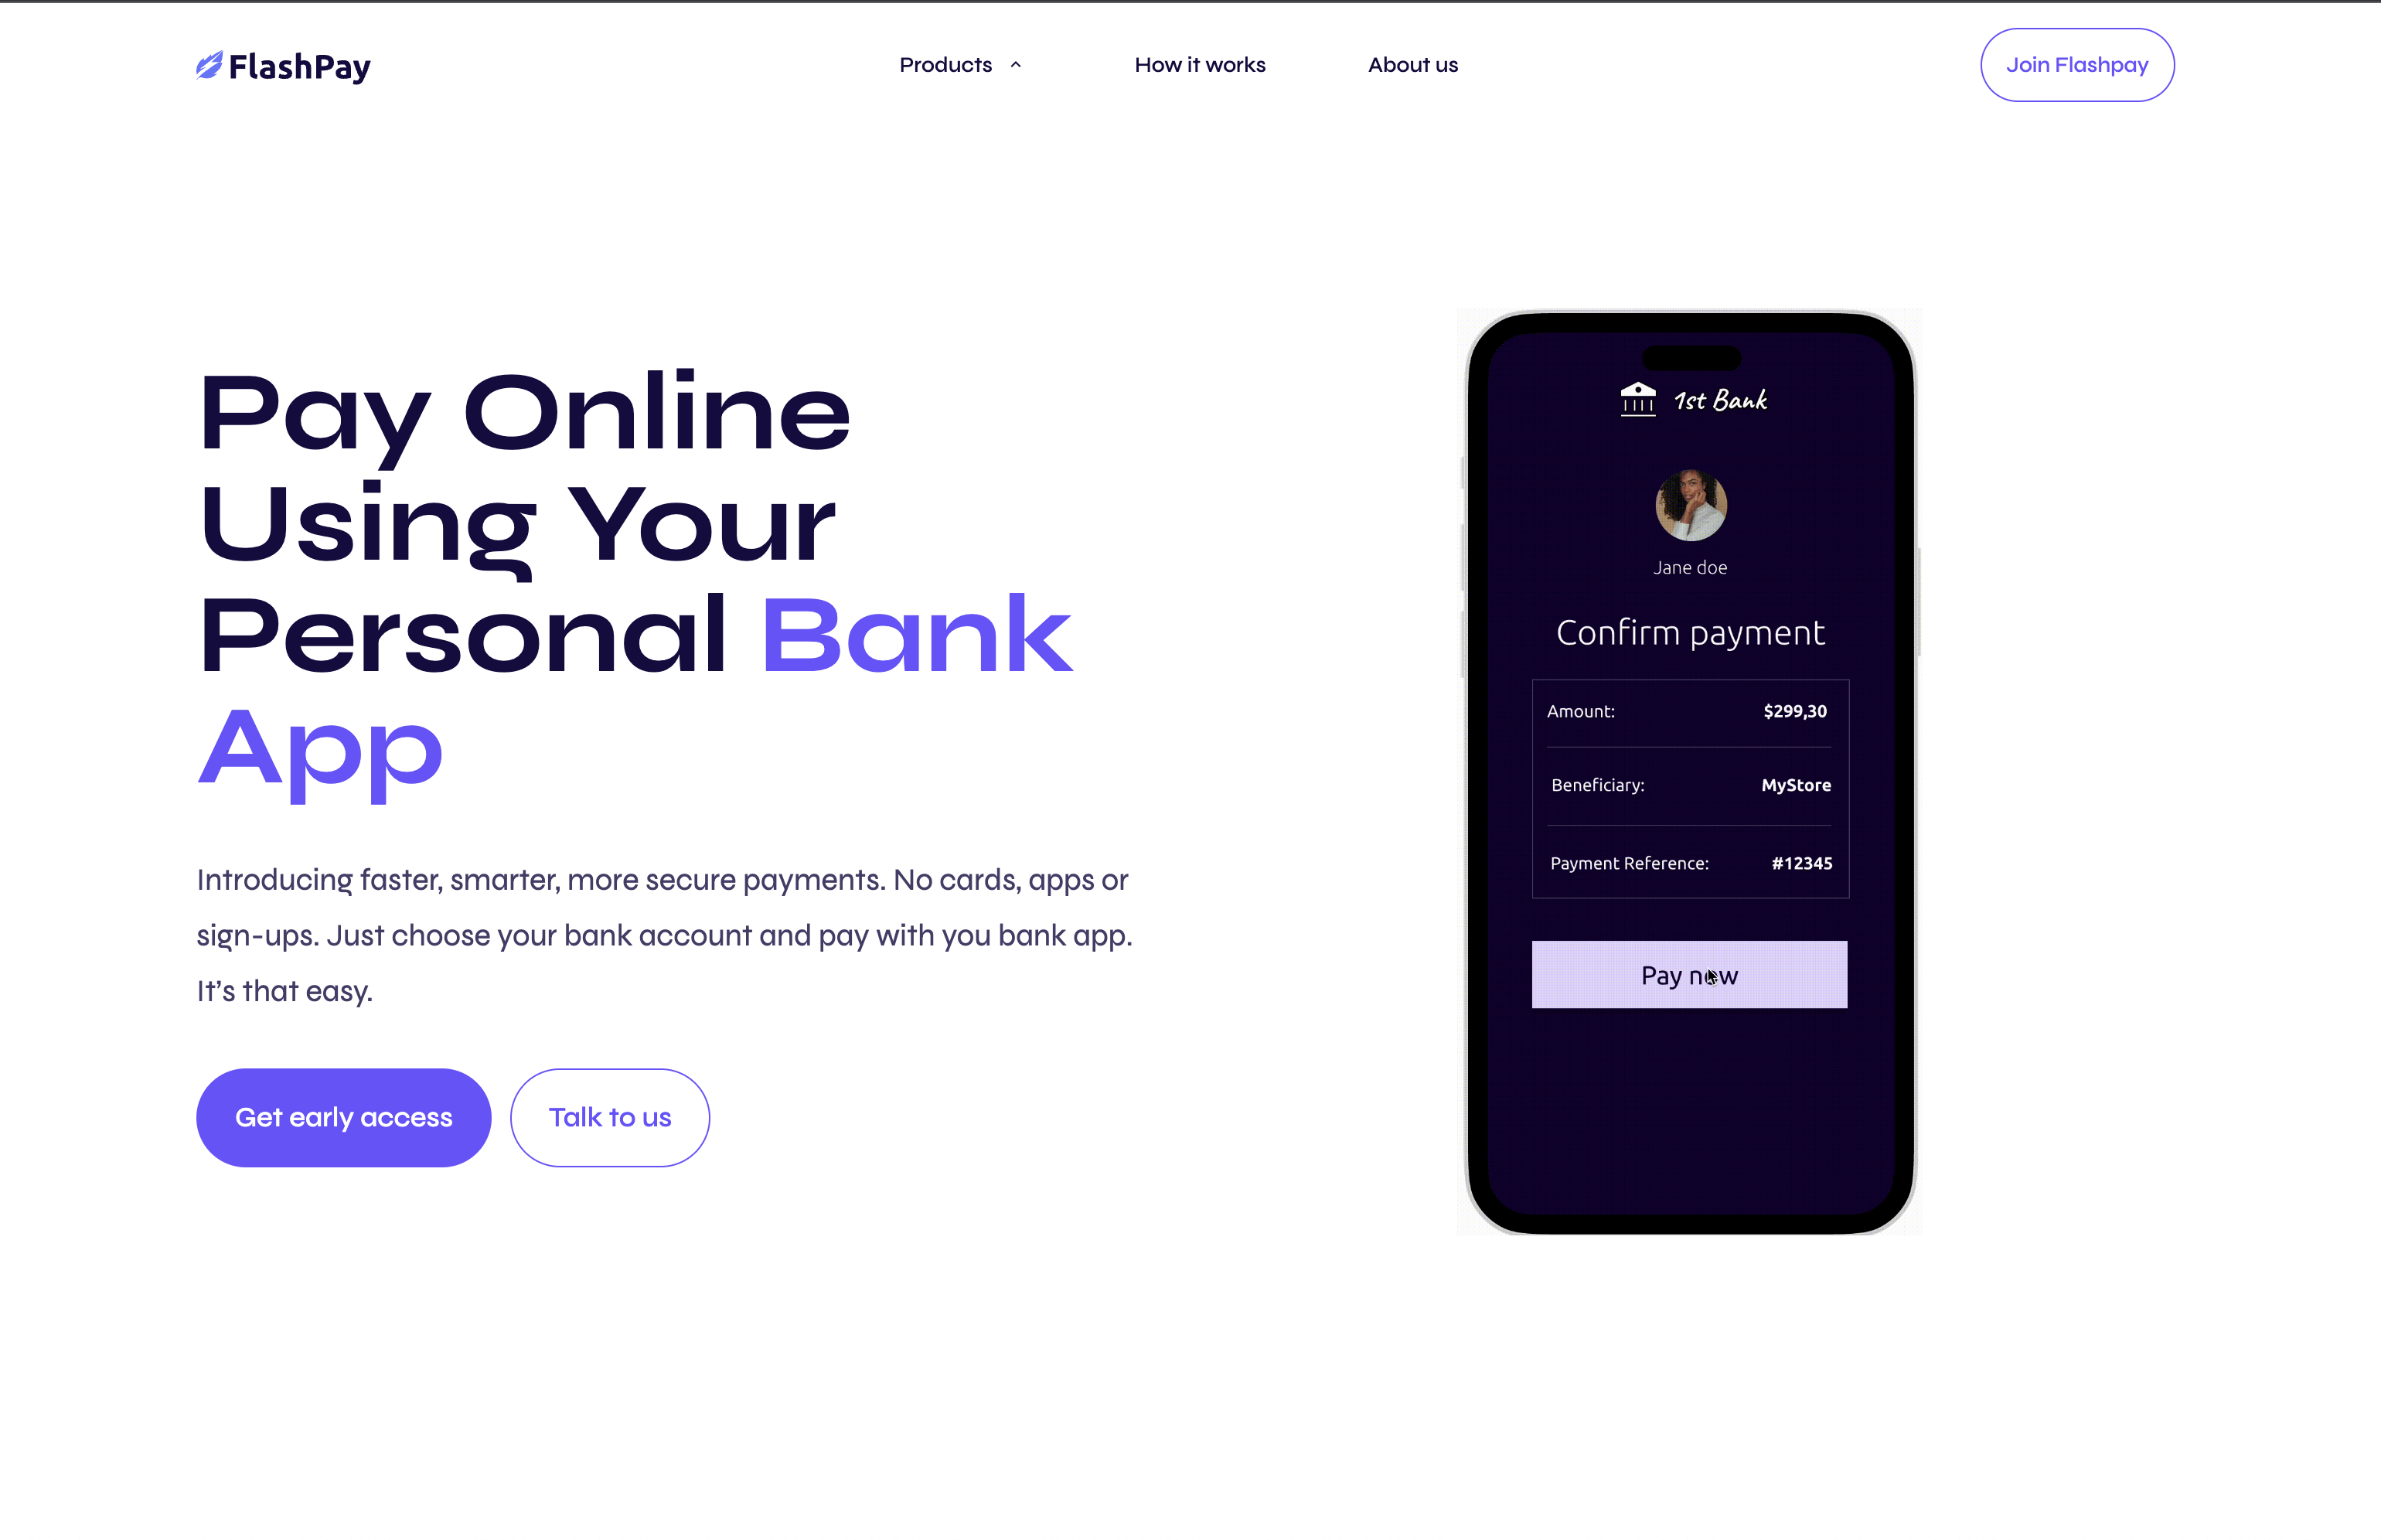 FlashPay
Products
How it works
About us
Join Flashpay
Pay Online
Using Your
Personal Bank
App
Introducing faster, smarter, more secure payments. No cards, apps or
sign-ups. Just choose your bank account and pay with you bank app.
It's that easy.
Get early access
Talk to us
1st Bank
Jane doe
Confirm payment
Amount: $299,30
Beneficiary: MyStore
Payment Reference: #12345
Pay now